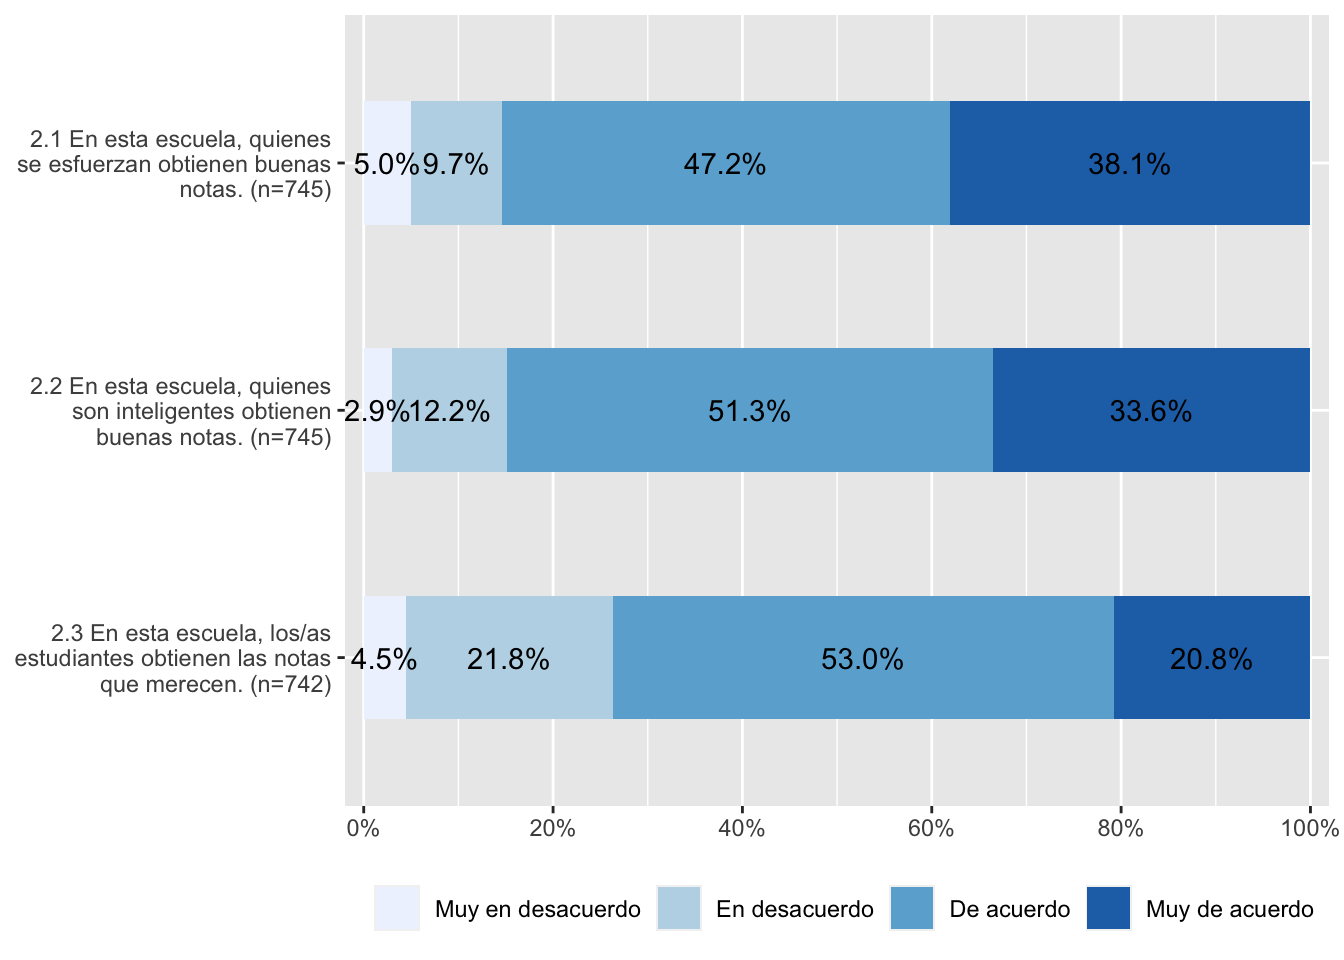 2.1 En esta escuela, quienes
se esfuerzan obtienen buenas
notas. (n=745)
5.0% 9.7% 47.2% 38.1%
2.2 En esta escuela, quienes
son inteligentes obtienen
buenas notas. (n=745)
2.9% 12.2% 51.3% 33.6%
2.3 En esta escuela, los/as
estudiantes obtienen las notas
que merecen. (n=742)
4.5% 21.8% 53.0% 20.8%
0% 20% 40% 60% 80% 100%
Muy en desacuerdo En desacuerdo De acuerdo Muy de acuerdo